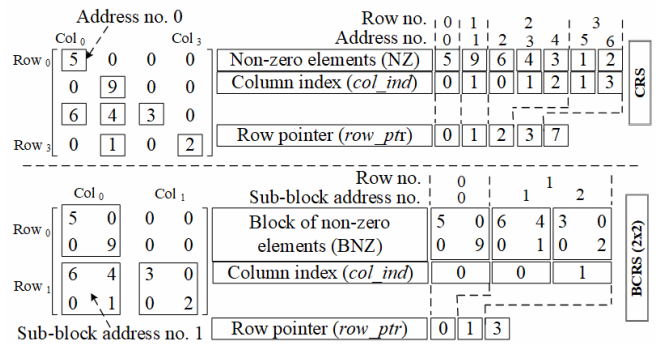 Address no. 0
Col 0 Col 3
Row 0 5 0 0 0
0 9 0 0
6 4 3 0
Row 3 0 1 0 2
Row no. 0 1 2 3
Address no. 0 1 2 3 4 5 6
Non-zero elements (NZ) 5 9 6 4 3 1 2
Column index (col_ind) 0 1 0 1 2 1 3
Row pointer (row_ptr) 0 1 2 3 7
CRS
Col 0 Col 1
Row 0 5 0 0 0
0 9 0 0
Row 1 6 4 3 0
0 1 0 2
Sub-block address no. 1
Row no. 0 1
Sub-block address no. 0 1 2
Block of non-zero 5 0 6 4 3 0
elements (BNZ) 0 9 0 1 0 2
Column index (col_ind) 0 0 1
Row pointer (row_ptr) 0 1 3
BCRS (2x2)